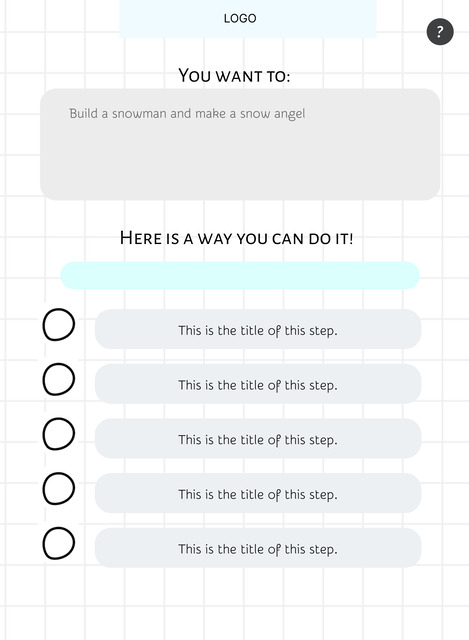 LOGO
?
You want to:
Build a snowman and make a snow angel
Here is a way you can do it!
This is the title of this step.
This is the title of this step.
This is the title of this step.
This is the title of this step.
This is the title of this step.